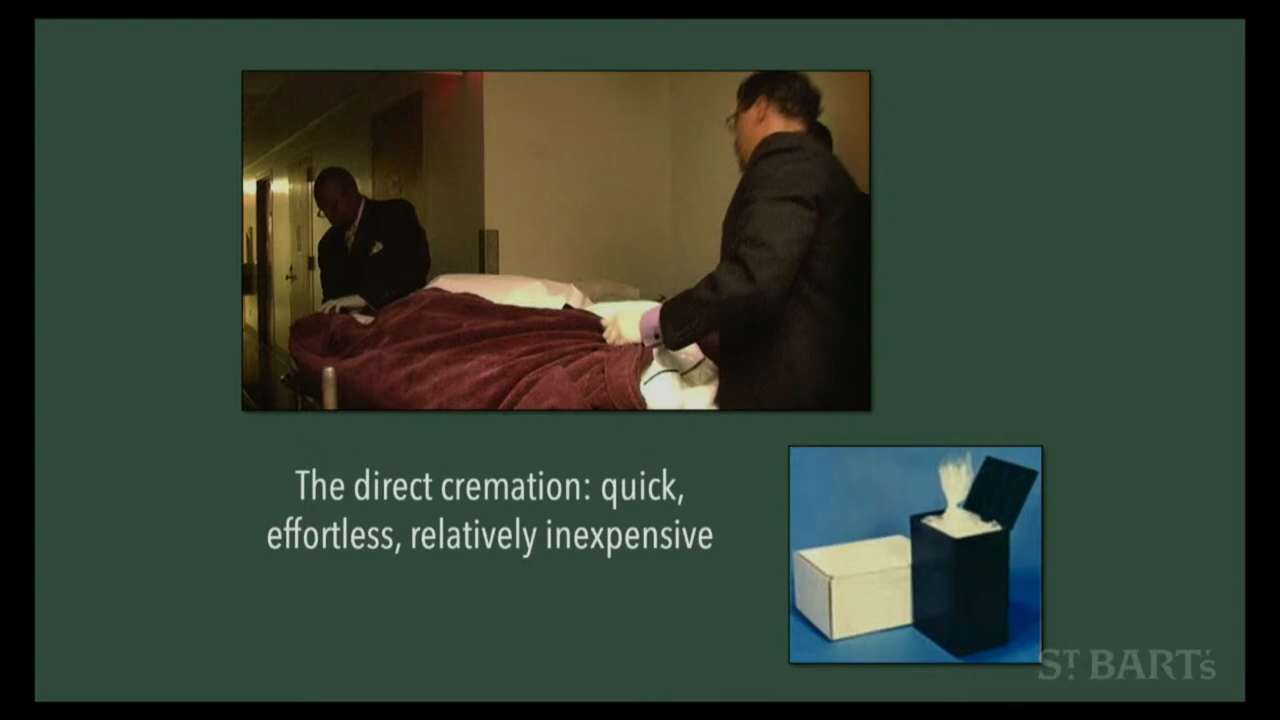 The direct cremation: quick,
effortless, relatively inexpensive
ST. BART's